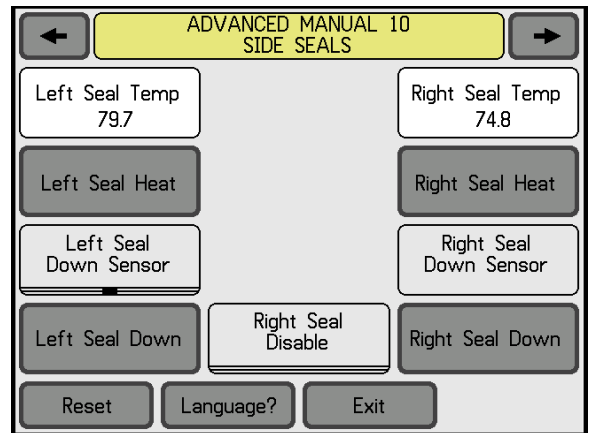 ADVANCED MANUAL 10
SIDE SEALS
Left Seal Temp
79.7
Right Seal Temp
74.8
Left Seal Heat
Right Seal Heat
Left Seal
Down Sensor
Right Seal
Down Sensor
Left Seal Down
Right Seal
Disable
Right Seal Down
Reset
Language?
Exit